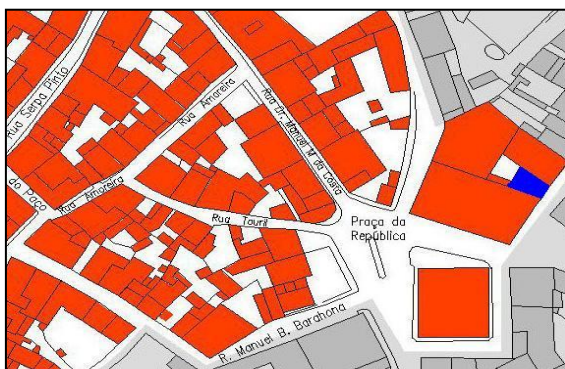 Rua Serpa Pinto
Rua Amoreira
Rua Dr. Manuel M da Costa
do Paço
Rua Amoreira
Rua Touril
Praça da
República
R. Manuel B. Barahona